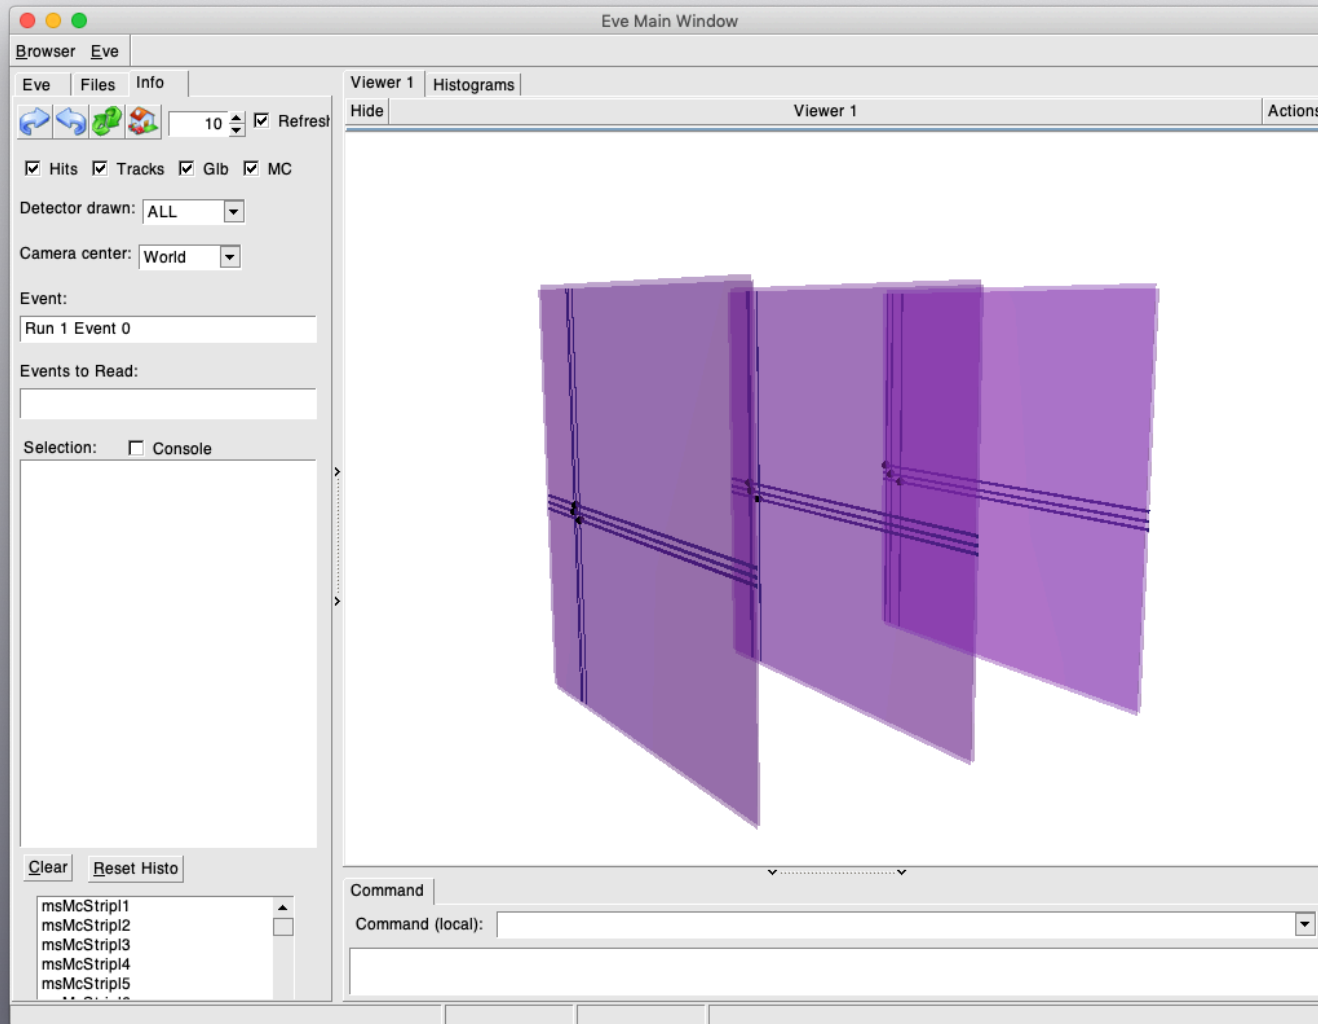 Eve Main Window
Browser Eve
Eve Files Info
Viewer 1 Histograms
Hide Viewer 1 Actions
10 Refresh
Hits Tracks Glb MC
Detector drawn: ALL
Camera center: World
Event:
Run 1 Event 0
Events to Read:
Selection: Console
Clear Reset Histo
msMcStripl1
msMcStripl2
msMcStripl3
msMcStripl4
msMcStripl5
Command
Command (local):